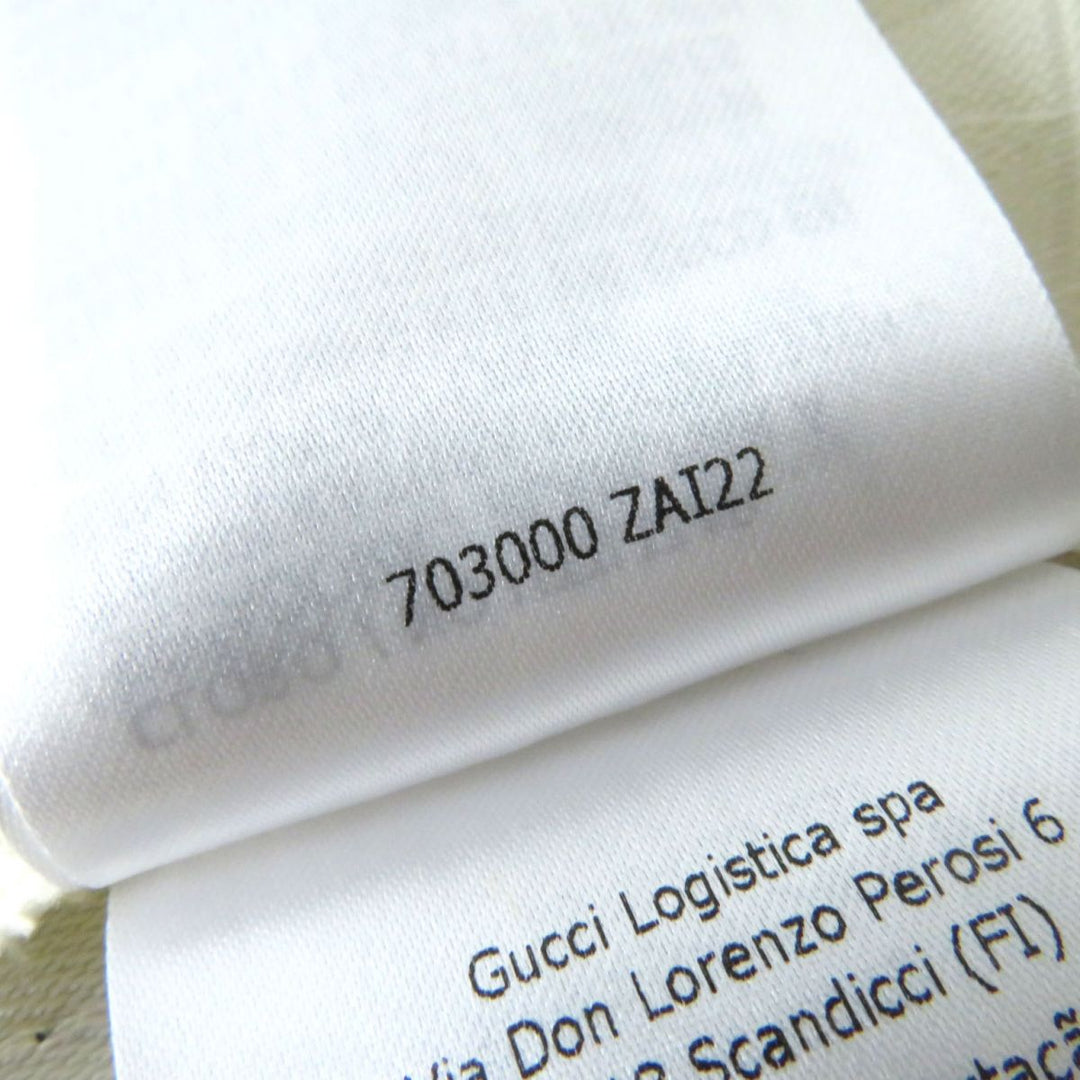 703000 ZAI22
Gucci Logistica spa
Via Don Lorenzo Perosi 6
Scandicci (FI)